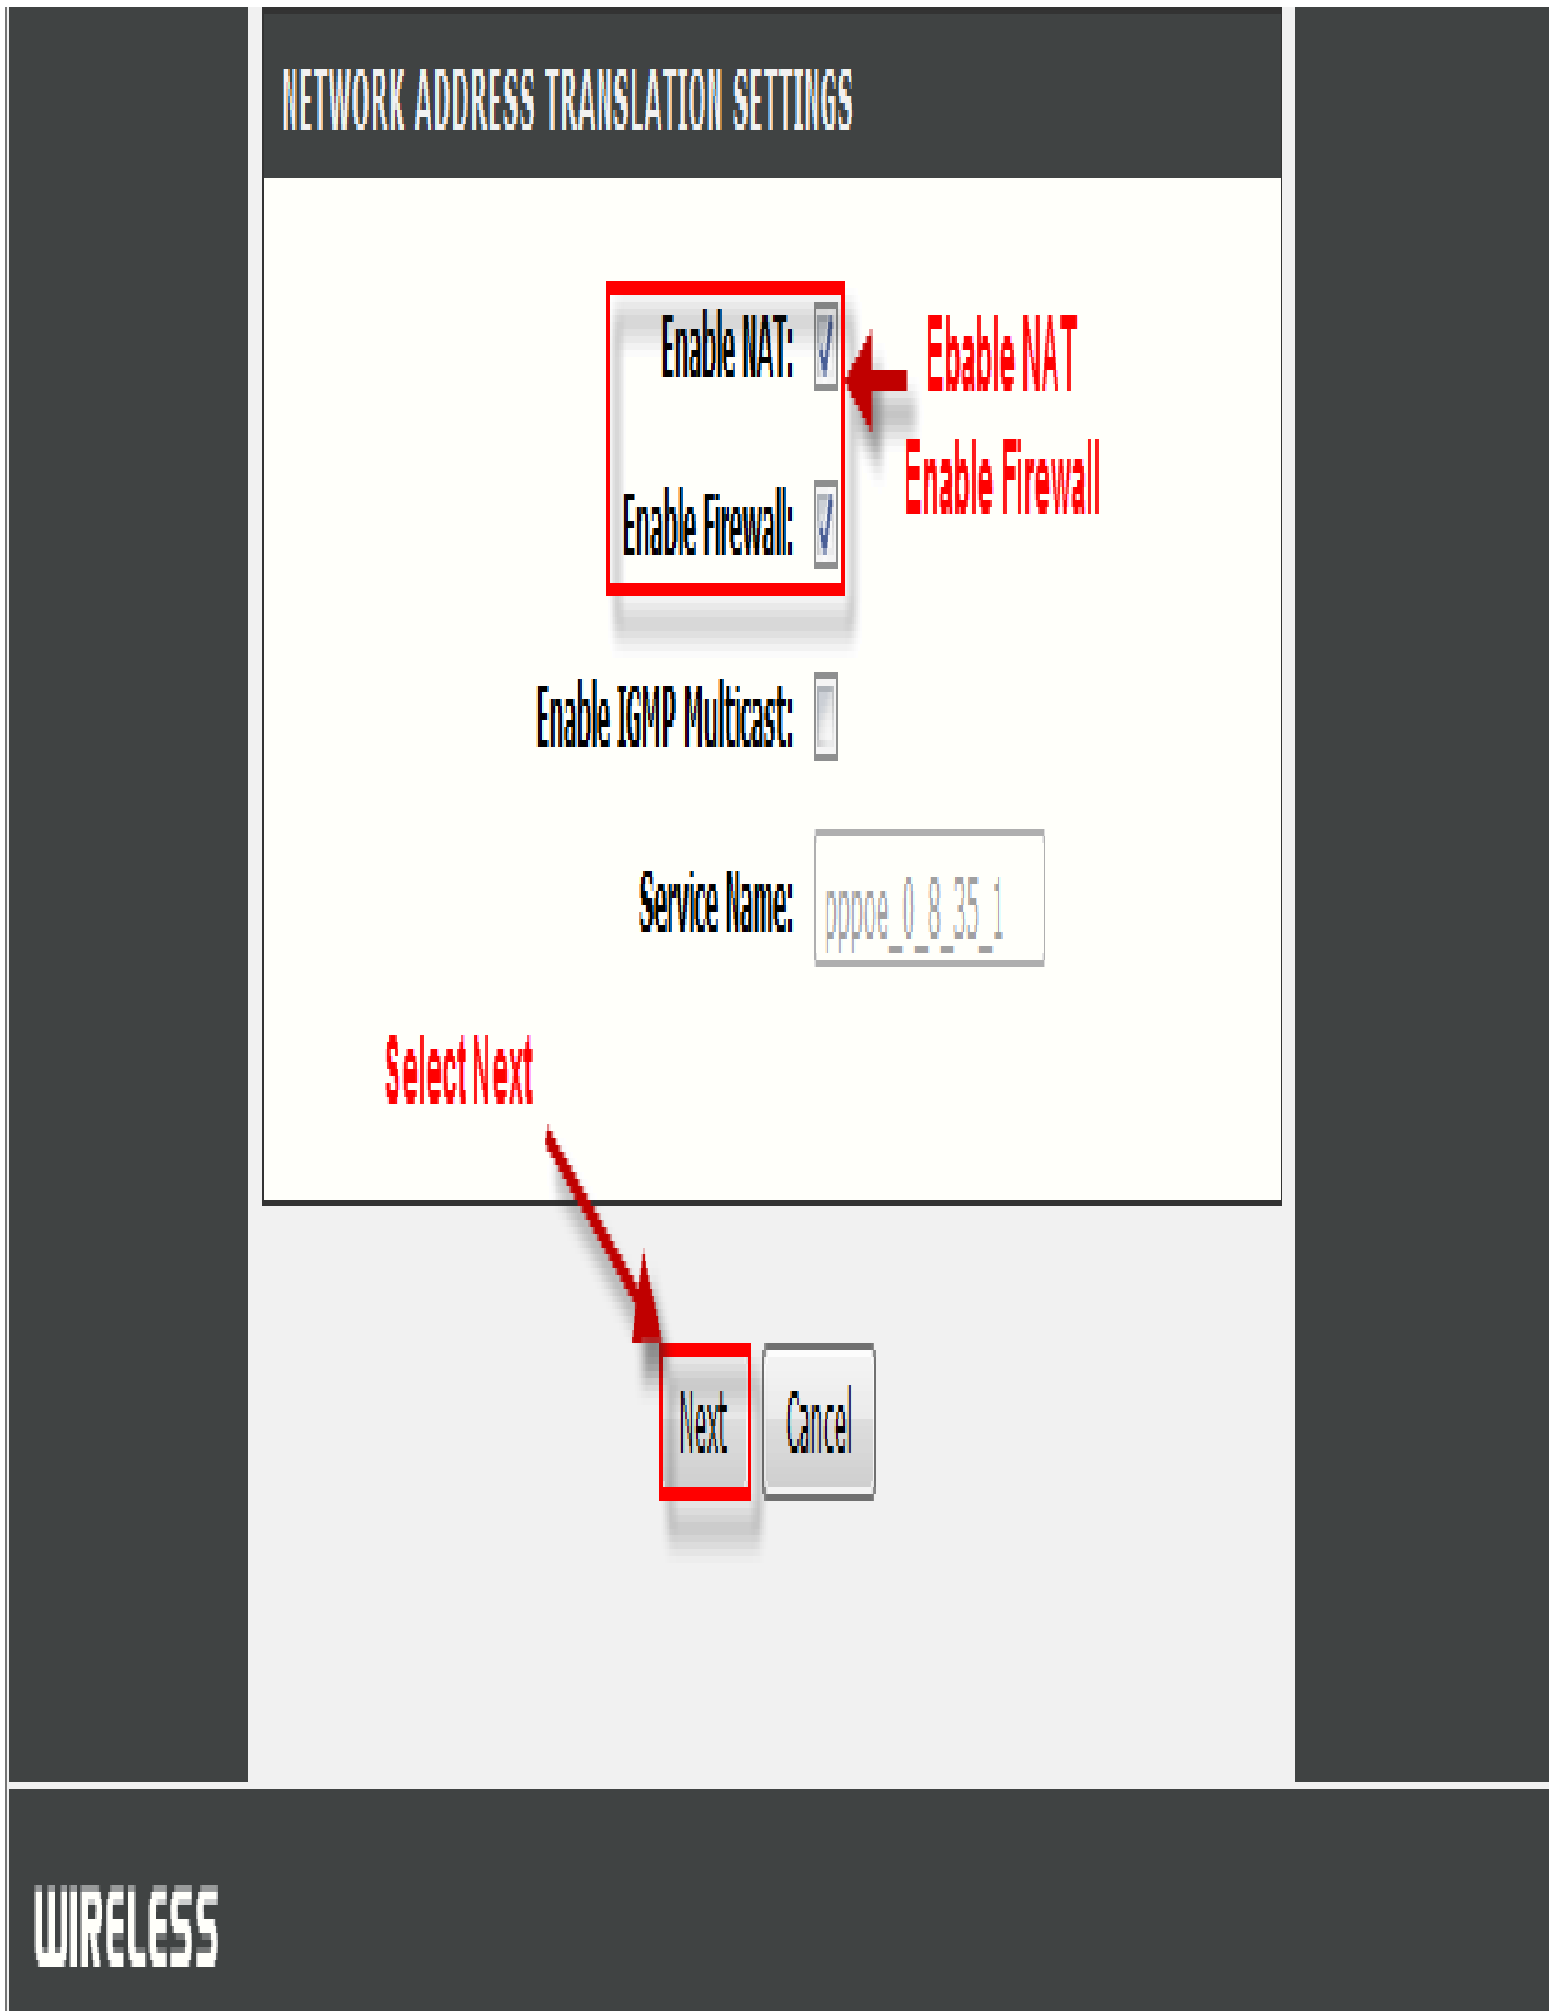 NETWORK ADDRESS TRANSLATION SETTINGS
Enable NAT:
Ebable NAT
Enable Firewall
Enable Firewall:
Enable IGMP Multicast:
Service Name:
pppoe_0_8_35_1
Select Next
Next
Cancel
WIRELESS